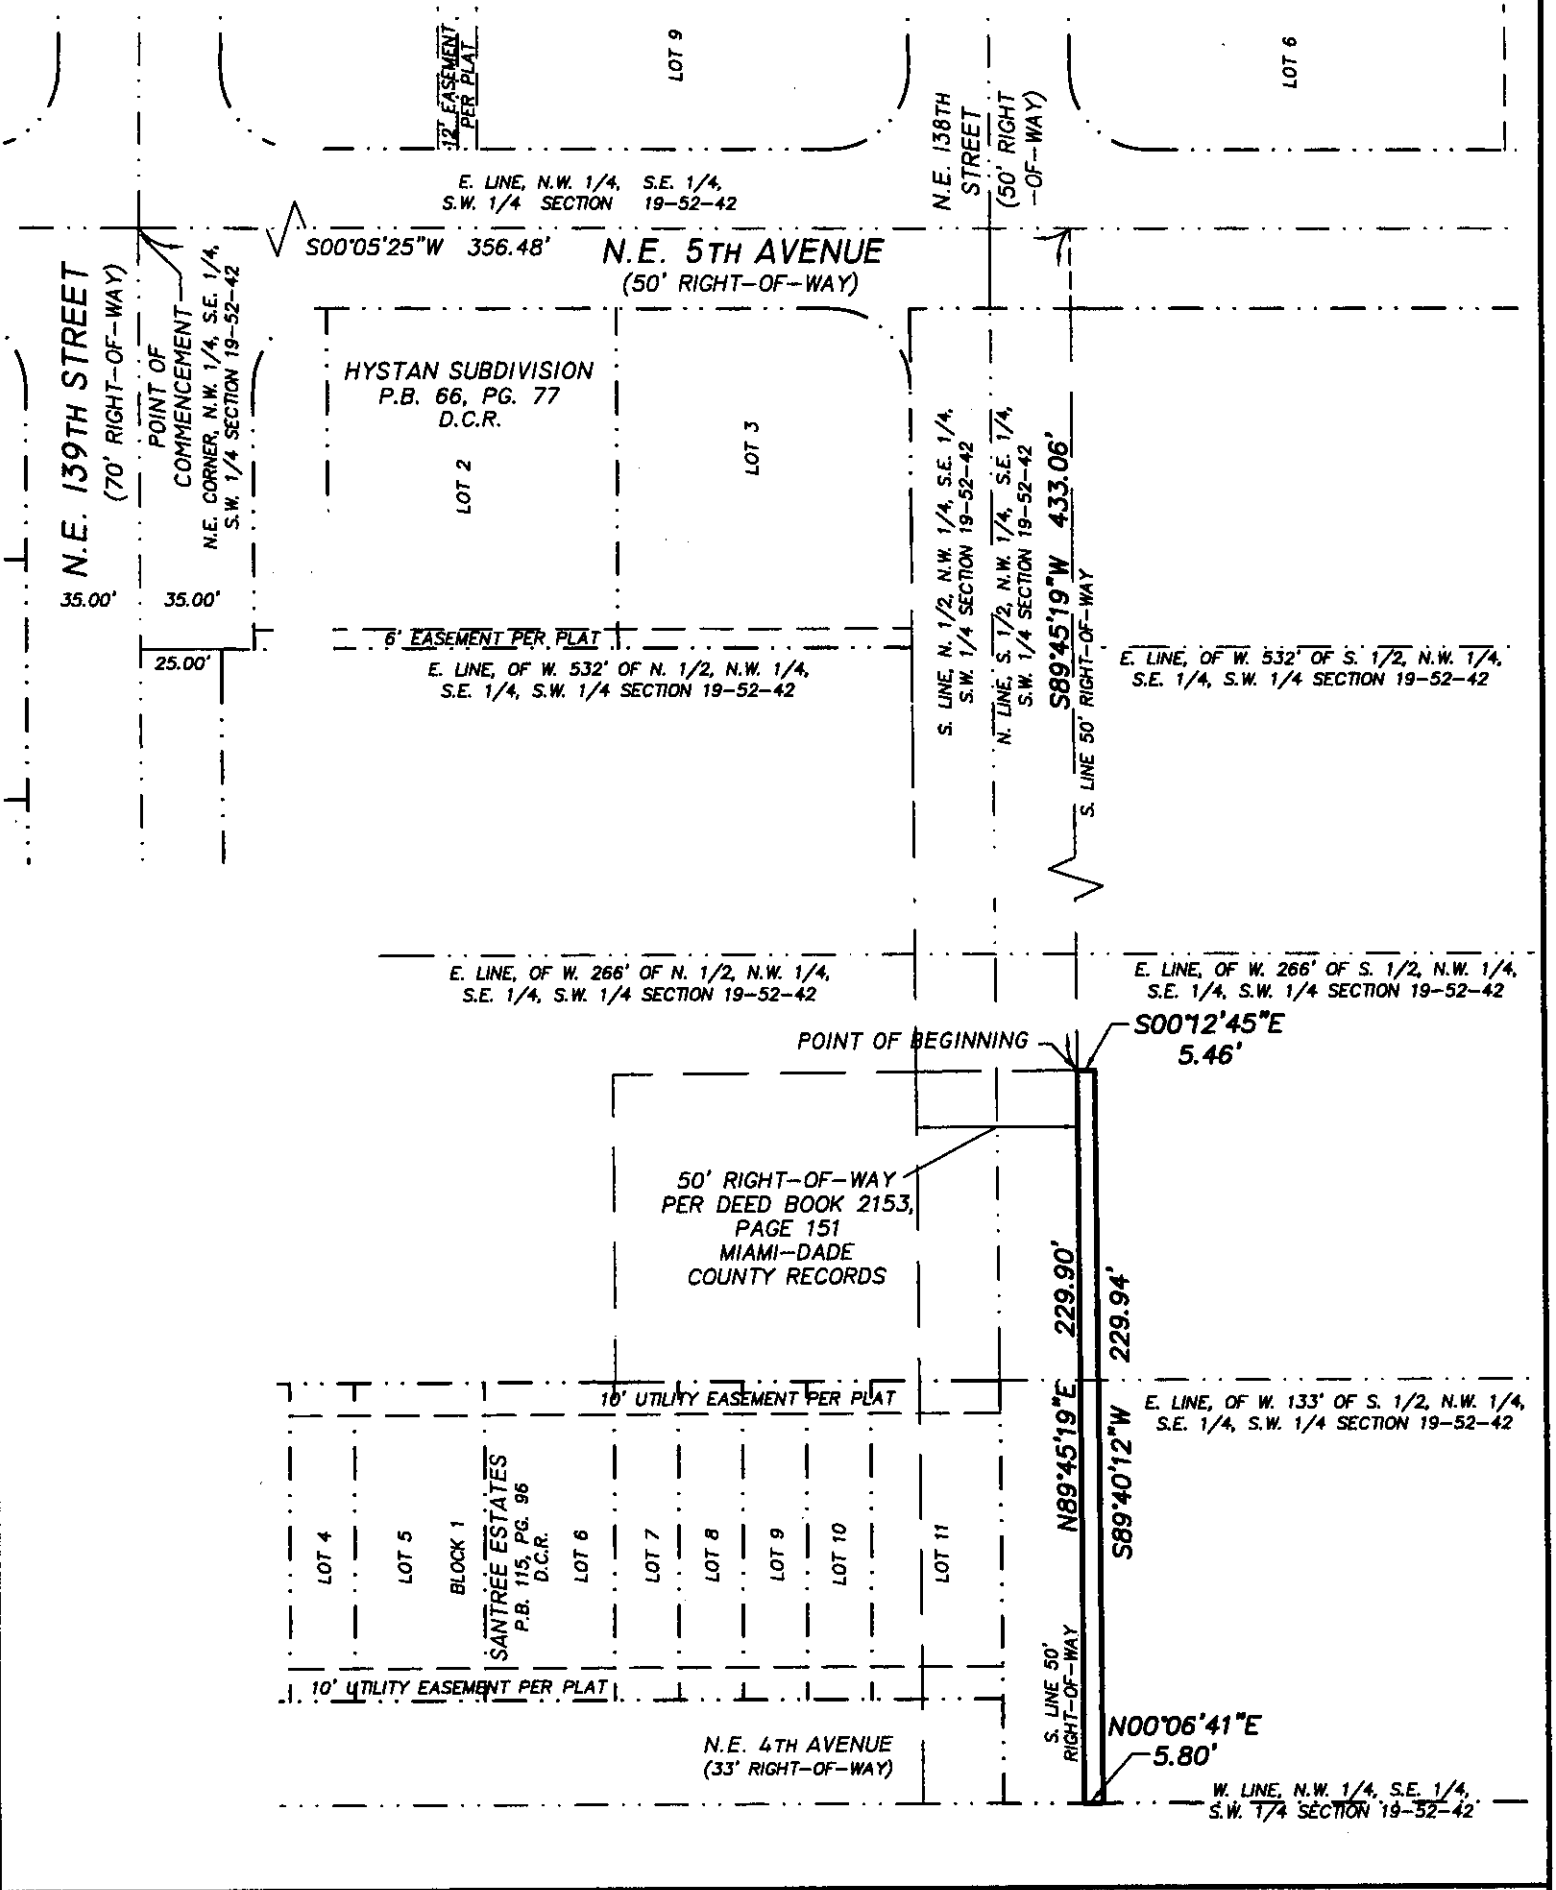 12' EASEMENT
PER PLAT
LOT 9
LOT 6
N.E. 138TH
STREET
(50' RIGHT
-OF-WAY)
E. LINE, N.W. 1/4, S.E. 1/4,
S.W. 1/4 SECTION 19-52-42
S00°05'25"W 356.48'
N.E. 5TH AVENUE
(50' RIGHT-OF-WAY)
N.E. 139TH STREET
(70' RIGHT-OF-WAY)
POINT OF
COMMENCEMENT
N.E. CORNER, N.W. 1/4, S.E. 1/4,
S.W. 1/4 SECTION 19-52-42
HYSTAN SUBDIVISION
P.B. 66, PG. 77
D.C.R.
LOT 2
LOT 3
S. LINE, N. 1/2, N.W. 1/4, S.E. 1/4,
S.W. 1/4 SECTION 19-52-42
N. LINE, S. 1/2, N.W. 1/4, S.E. 1/4,
S.W. 1/4 SECTION 19-52-42
S89°45'19"W 433.06'
S. LINE 50' RIGHT-OF-WAY
35.00'
35.00'
25.00'
6' EASEMENT PER PLAT
E. LINE, OF W. 532' OF N. 1/2, N.W. 1/4,
S.E. 1/4, S.W. 1/4 SECTION 19-52-42
E. LINE, OF W. 532' OF S. 1/2, N.W. 1/4,
S.E. 1/4, S.W. 1/4 SECTION 19-52-42
E. LINE, OF W. 266' OF N. 1/2, N.W. 1/4,
S.E. 1/4, S.W. 1/4 SECTION 19-52-42
E. LINE, OF W. 266' OF S. 1/2, N.W. 1/4,
S.E. 1/4, S.W. 1/4 SECTION 19-52-42
POINT OF BEGINNING
S00°12'45"E
5.46'
50' RIGHT-OF-WAY
PER DEED BOOK 2153,
PAGE 151
MIAMI-DADE
COUNTY RECORDS
N89°45'19"E 229.90'
S89°40'12"W 229.94'
10' UTILITY EASEMENT PER PLAT
E. LINE, OF W. 133' OF S. 1/2, N.W. 1/4,
S.E. 1/4, S.W. 1/4 SECTION 19-52-42
LOT 4
LOT 5
BLOCK 1
SANTREE ESTATES
P.B. 115, PG. 96
D.C.R.
LOT 6
LOT 7
LOT 8
LOT 9
LOT 10
LOT 11
10' UTILITY EASEMENT PER PLAT
S. LINE 50'
RIGHT-OF-WAY
N.E. 4TH AVENUE
(33' RIGHT-OF-WAY)
N00°06'41"E
5.80'
W. LINE, N.W. 1/4, S.E. 1/4,
S.W. 1/4 SECTION 19-52-42